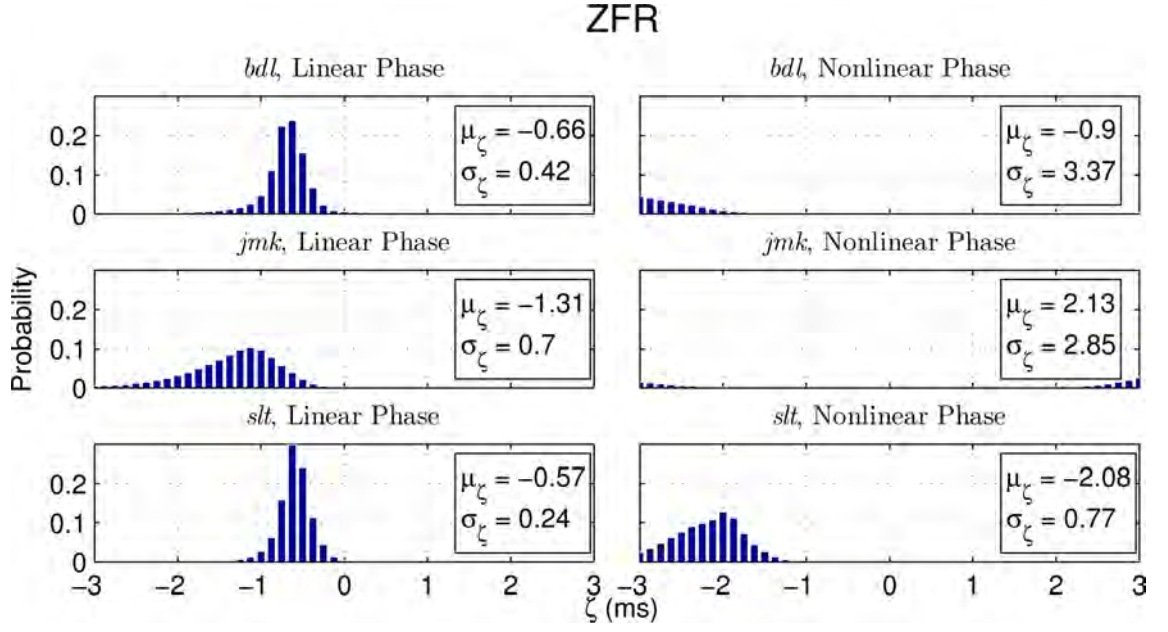 ZFR
bdl, Linear Phase
bdl, Nonlinear Phase
0.2
0.1
0
μζ = −0.66
σζ = 0.42
μζ = −0.9
σζ = 3.37
jmk, Linear Phase
jmk, Nonlinear Phase
Probability
0.2
0.1
0
μζ = −1.31
σζ = 0.7
μζ = 2.13
σζ = 2.85
slt, Linear Phase
slt, Nonlinear Phase
0.2
0.1
0
μζ = −0.57
σζ = 0.24
μζ = −2.08
σζ = 0.77
−3 −2 −1 0 1 2 3
−3 −2 −1 0 1 2 3
ζ (ms)